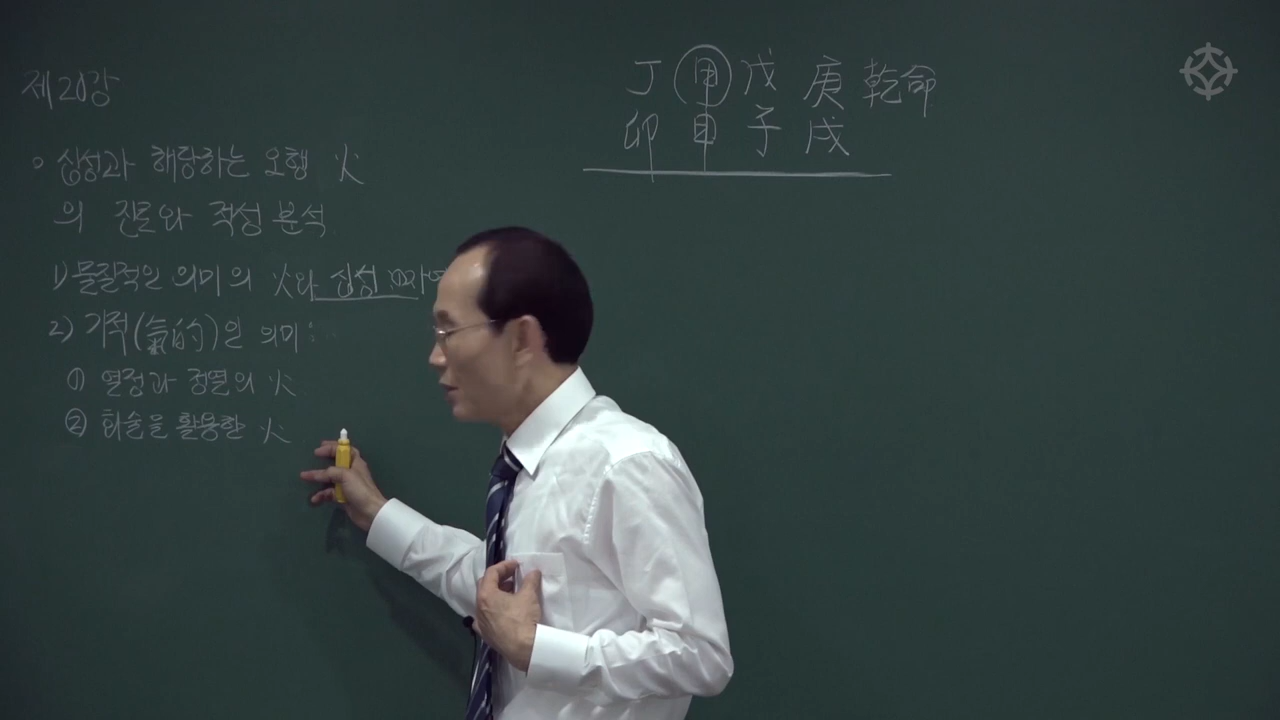 제20강
○ 십성과 해당하는 오행 火
의 진로와 적성 분석
1) 물질적인 의미의 火와 십성
2) 기적(氣的)인 의미:
① 열정과 정열의 火
② 화술을 활용한 火
丁 甲 戊 庚 乾命
卯 申 子 戌